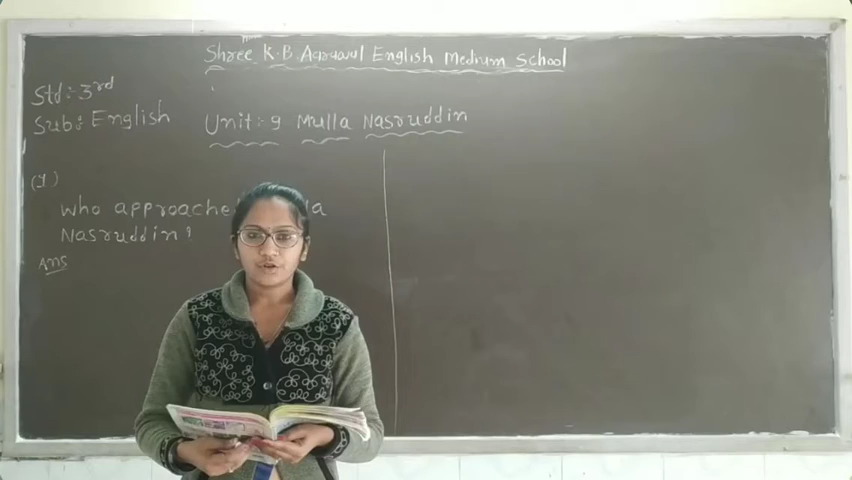 Shree K.B. Agrawal English Medium School
Std:- 3rd
Sub: English
Unit:- 9 Mulla Nasruddin
(1)
Who approache
Nasruddin?
Ans